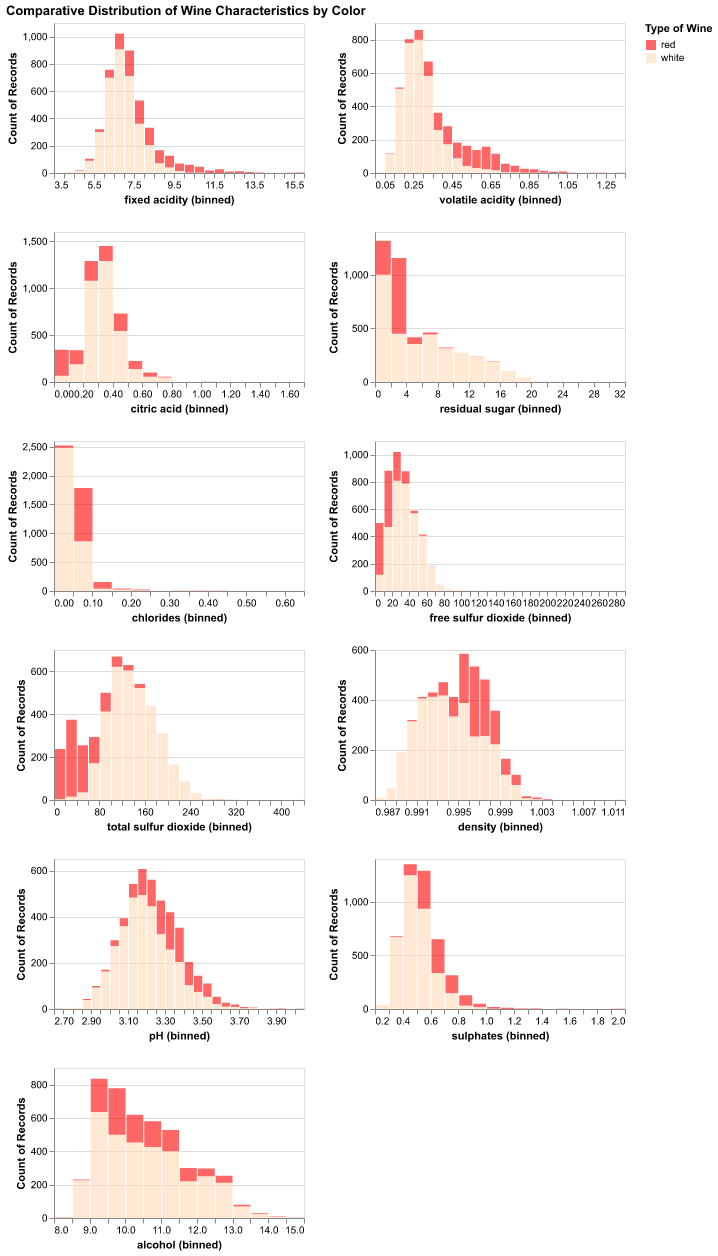 Comparative Distribution of Wine Characteristics by Color
Type of Wine
red
white
Count of Records
1,000
800
600
400
200
0
3.5 5.5 7.5 9.5 11.5 13.5 15.5
fixed acidity (binned)
Count of Records
800
600
400
200
0
0.05 0.25 0.45 0.65 0.85 1.05 1.25
volatile acidity (binned)
Count of Records
1,500
1,000
500
0
0.00 0.20 0.40 0.60 0.80 1.00 1.20 1.40 1.60
citric acid (binned)
Count of Records
1,000
500
0
0 4 8 12 16 20 24 28 32
residual sugar (binned)
Count of Records
2,500
2,000
1,500
1,000
500
0
0.00 0.10 0.20 0.30 0.40 0.50 0.60
chlorides (binned)
Count of Records
1,000
800
600
400
200
0
0 20 40 60 80 100 120 140 160 180 200 220 240 260 280
free sulfur dioxide (binned)
Count of Records
600
400
200
0
0 80 160 240 320 400
total sulfur dioxide (binned)
Count of Records
600
400
200
0
0.987 0.991 0.995 0.999 1.003 1.007 1.011
density (binned)
Count of Records
600
400
200
0
2.70 2.90 3.10 3.30 3.50 3.70 3.90
pH (binned)
Count of Records
1,000
500
0
0.2 0.4 0.6 0.8 1.0 1.2 1.4 1.6 1.8 2.0
sulphates (binned)
Count of Records
800
600
400
200
0
8.0 9.0 10.0 11.0 12.0 13.0 14.0 15.0
alcohol (binned)